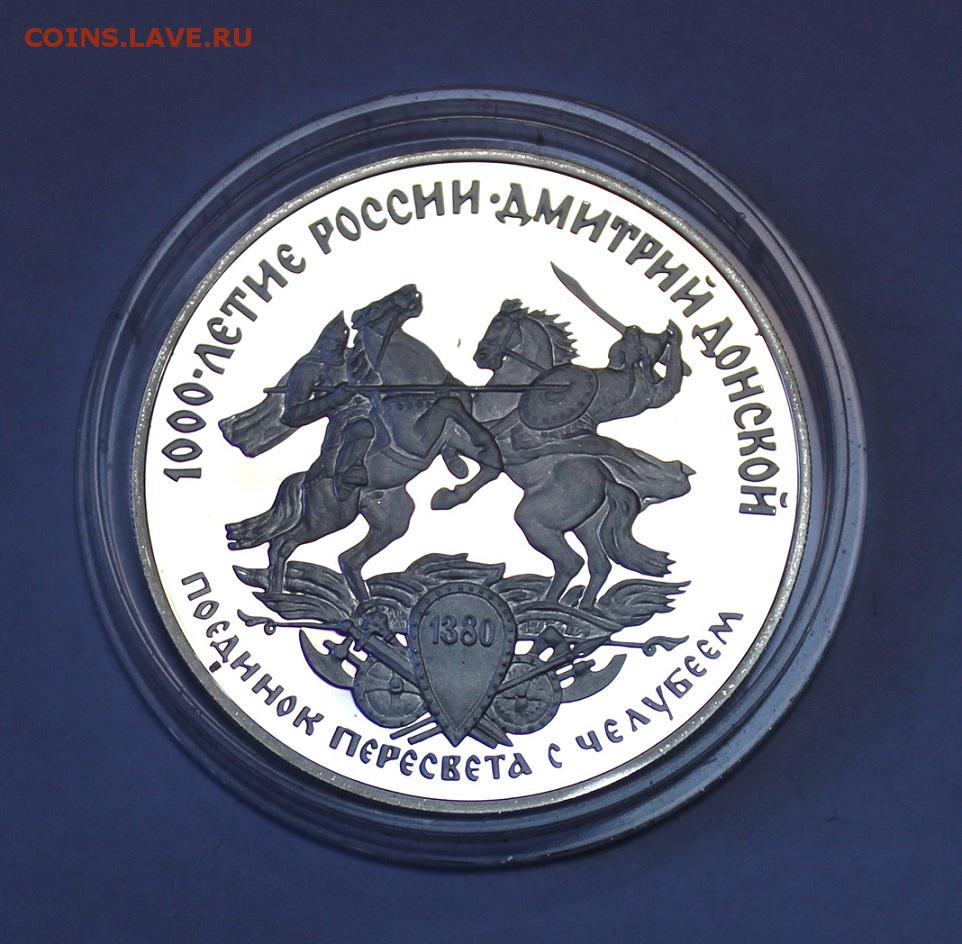 COINS.LAVE.RU
1000-ЛЕТИЕ РОССИИ·ДМИТРИЙ ДОНСКОЙ
1380
ПОЕДИНОК ПЕРЕСВЕТА С ЧЕЛУБЕЕМ